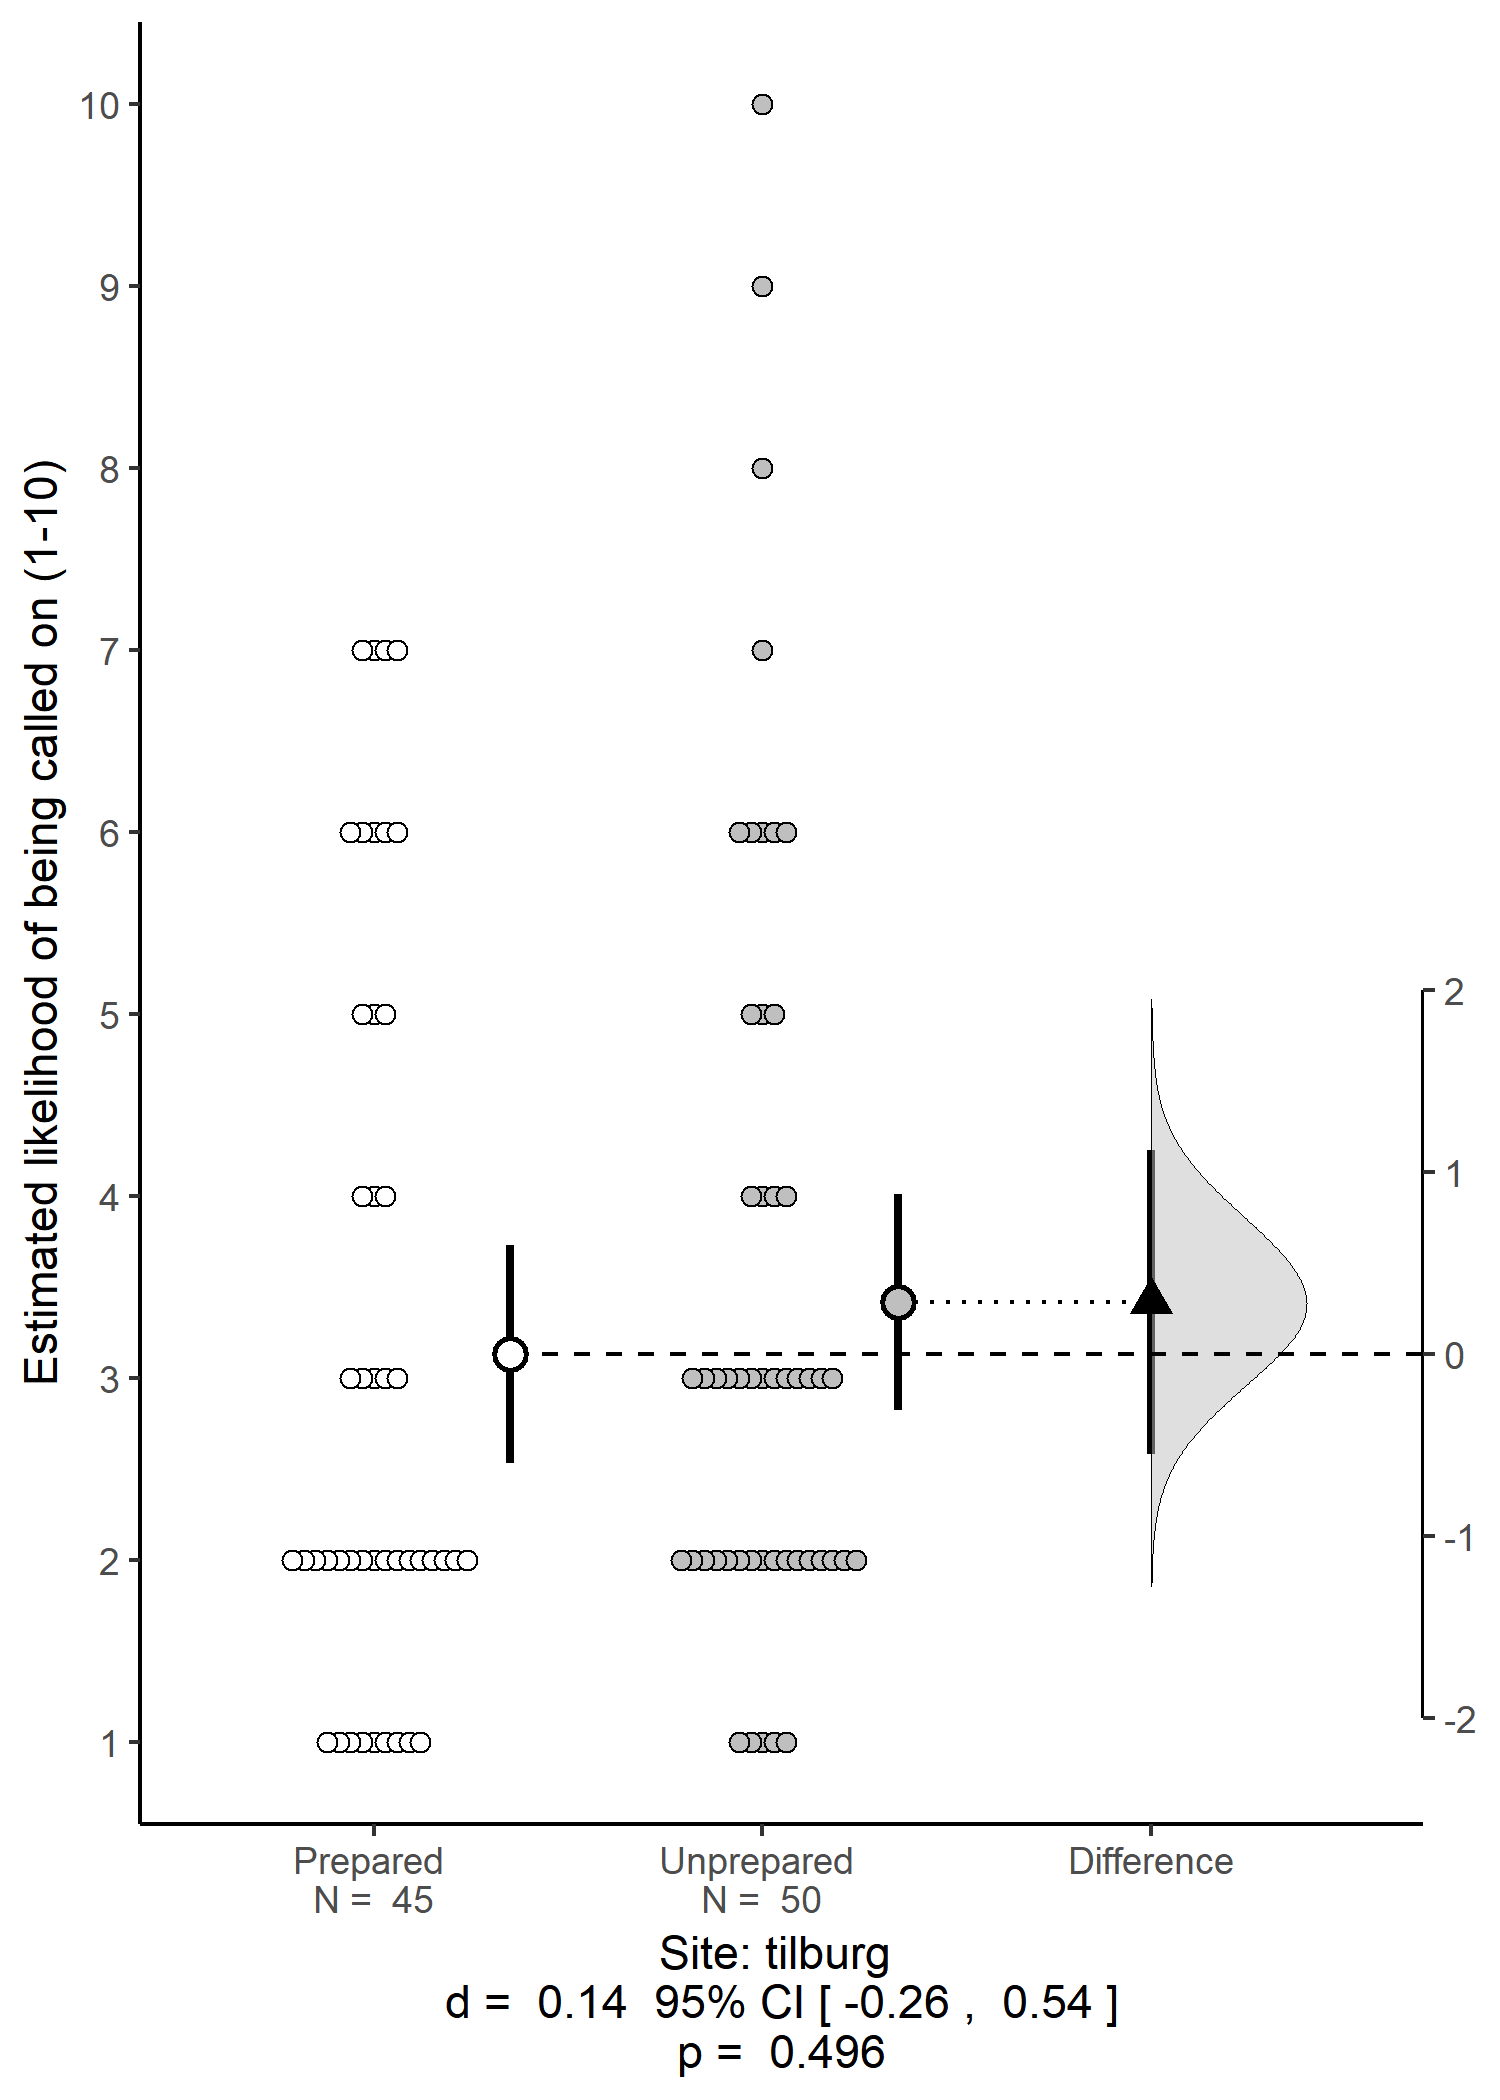 Estimated likelihood of being called on (1-10)
10
9
8
7
6
5
4
3
2
1
2
1
0
-1
-2
Prepared
N =  45
Unprepared
N =  50
Difference
Site: tilburg
d =  0.14  95% CI [ -0.26 ,  0.54 ]
p =  0.496